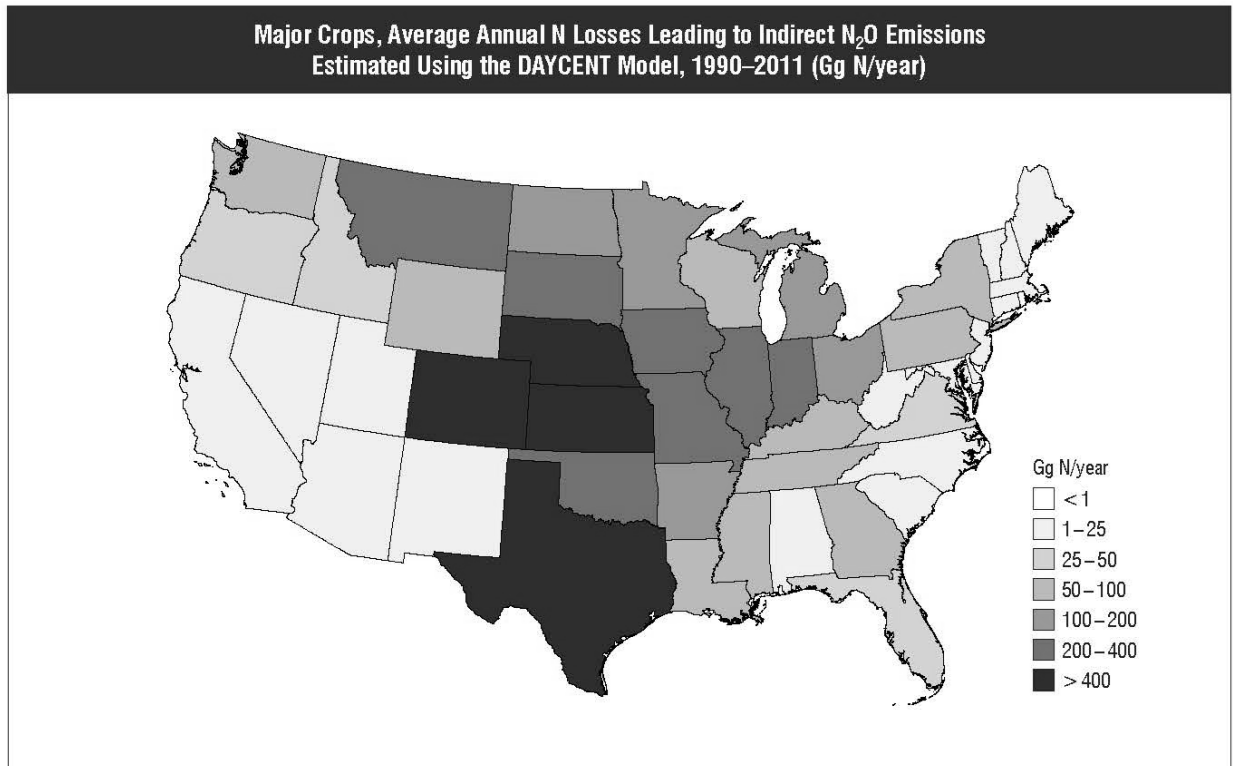 Major Crops, Average Annual N Losses Leading to Indirect N₂O Emissions
Estimated Using the DAYCENT Model, 1990–2011 (Gg N/year)
Gg N/year
<1
1–25
25–50
50–100
100–200
200–400
>400